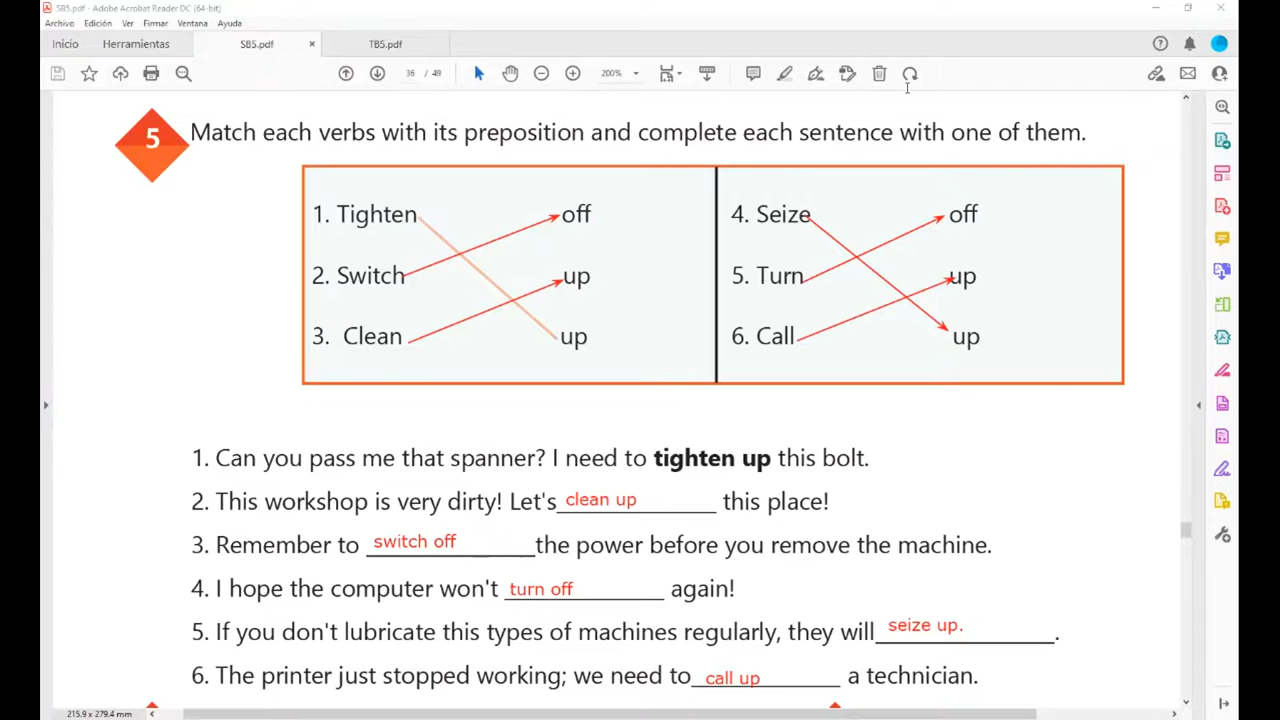 SB5.pdf - Adobe Acrobat Reader DC (64-bit)
Archivo Edición Ver Firmar Ventana Ayuda
Inicio Herramientas SB5.pdf × TB5.pdf
36 / 49 200%
5 Match each verbs with its preposition and complete each sentence with one of them.
1. Tighten off 4. Seize off
2. Switch up 5. Turn up
3. Clean up 6. Call up
1. Can you pass me that spanner? I need to tighten up this bolt.
2. This workshop is very dirty! Let's clean up this place!
3. Remember to switch off the power before you remove the machine.
4. I hope the computer won't turn off again!
5. If you don't lubricate this types of machines regularly, they will seize up. .
6. The printer just stopped working; we need to call up a technician.
215.9 x 279.4 mm